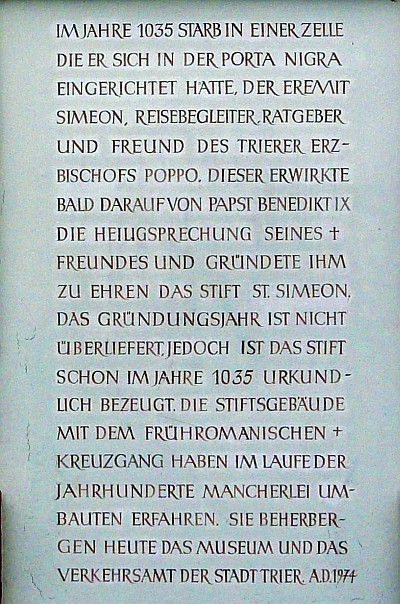 IM JAHRE 1035 STARB IN EINER ZELLE
DIE ER SICH IN DER PORTA NIGRA
EINGERICHTET HATTE, DER EREMIT
SIMEON, REISEBEGLEITER, RATGEBER
UND FREUND DES TRIERER ERZ-
BISCHOFS POPPO. DIESER ERWIRKTE
BALD DARAUF VON PAPST BENEDIKT IX
DIE HEILIGSPRECHUNG SEINES +
FREUNDES UND GRÜNDETE IHM
ZU EHREN DAS STIFT ST. SIMEON.
DAS GRÜNDUNGSJAHR IST NICHT
ÜBERLIEFERT, JEDOCH IST DAS STIFT
SCHON IM JAHRE 1035 URKUND-
LICH BEZEUGT. DIE STIFTSGEBÄUDE
MIT DEM FRÜHROMANISCHEN +
KREUZGANG HABEN IM LAUFE DER
JAHRHUNDERTE MANCHERLEI UM-
BAUTEN ERFAHREN. SIE BEHERBER-
GEN HEUTE DAS MUSEUM UND DAS
VERKEHRSAMT DER STADT TRIER. A.D. 1974